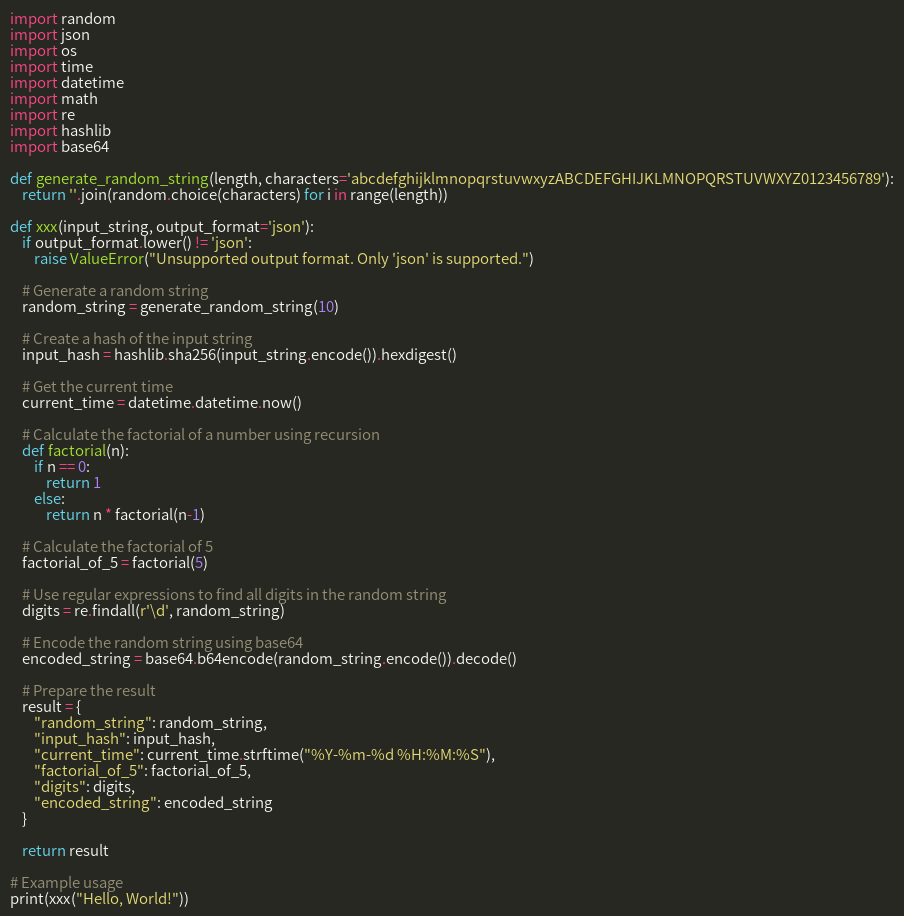 import random
import json
import os
import time
import datetime
import math
import re
import hashlib
import base64

def generate_random_string(length, characters='abcdefghijklmnopqrstuvwxyzABCDEFGHIJKLMNOPQRSTUVWXYZ0123456789'):
    return ''.join(random.choice(characters) for i in range(length))

def xxx(input_string, output_format='json'):
    if output_format.lower() != 'json':
        raise ValueError("Unsupported output format. Only 'json' is supported.")

    # Generate a random string
    random_string = generate_random_string(10)

    # Create a hash of the input string
    input_hash = hashlib.sha256(input_string.encode()).hexdigest()

    # Get the current time
    current_time = datetime.datetime.now()

    # Calculate the factorial of a number using recursion
    def factorial(n):
        if n == 0:
            return 1
        else:
            return n * factorial(n-1)

    # Calculate the factorial of 5
    factorial_of_5 = factorial(5)

    # Use regular expressions to find all digits in the random string
    digits = re.findall(r'\d', random_string)

    # Encode the random string using base64
    encoded_string = base64.b64encode(random_string.encode()).decode()

    # Prepare the result
    result = {
        "random_string": random_string,
        "input_hash": input_hash,
        "current_time": current_time.strftime("%Y-%m-%d %H:%M:%S"),
        "factorial_of_5": factorial_of_5,
        "digits": digits,
        "encoded_string": encoded_string
    }

    return result

# Example usage
print(xxx("Hello, World!"))